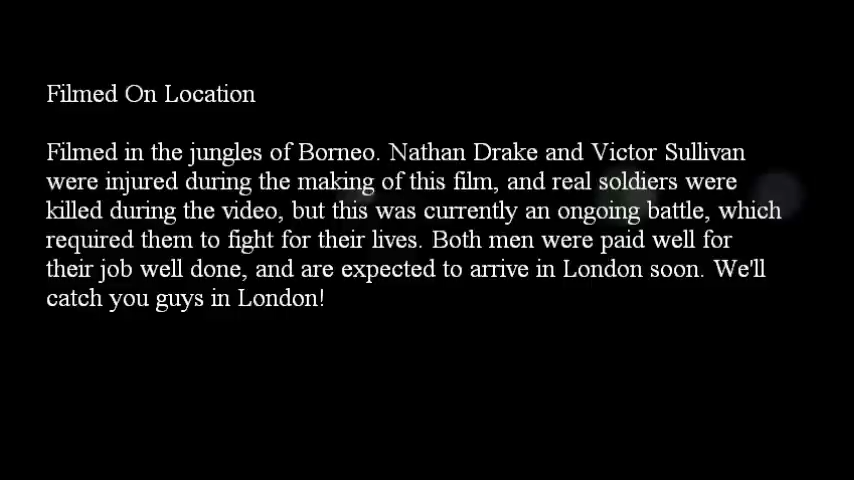 Filmed On Location
Filmed in the jungles of Borneo. Nathan Drake and Victor Sullivan
were injured during the making of this film, and real soldiers were
killed during the video, but this was currently an ongoing battle, which
required them to fight for their lives. Both men were paid well for
their job well done, and are expected to arrive in London soon. We'll
catch you guys in London!